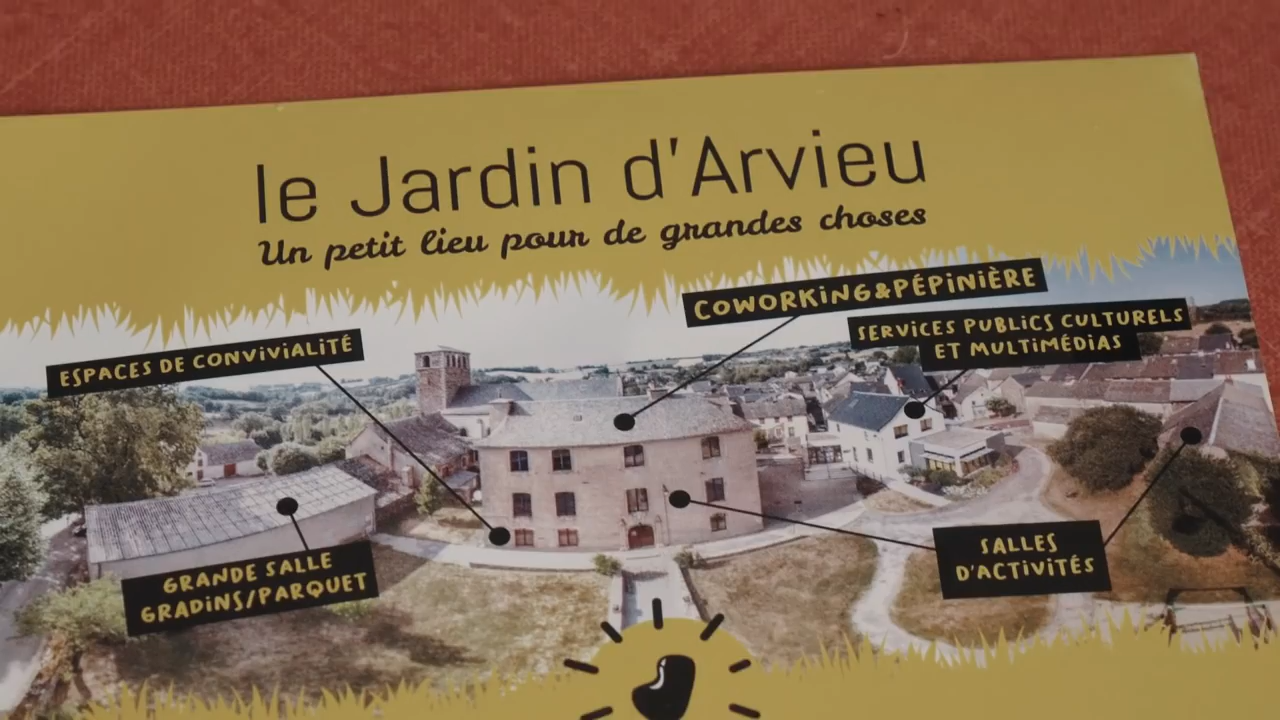 le Jardin d'Arvieu
Un petit lieu pour de grandes choses
COWORKING&PÉPINIÈRE
SERVICES PUBLICS CULTURELS
ET MULTIMÉDIAS
ESPACES DE CONVIVIALITÉ
SALLES
D'ACTIVITÉS
GRANDE SALLE
GRADINS/PARQUET